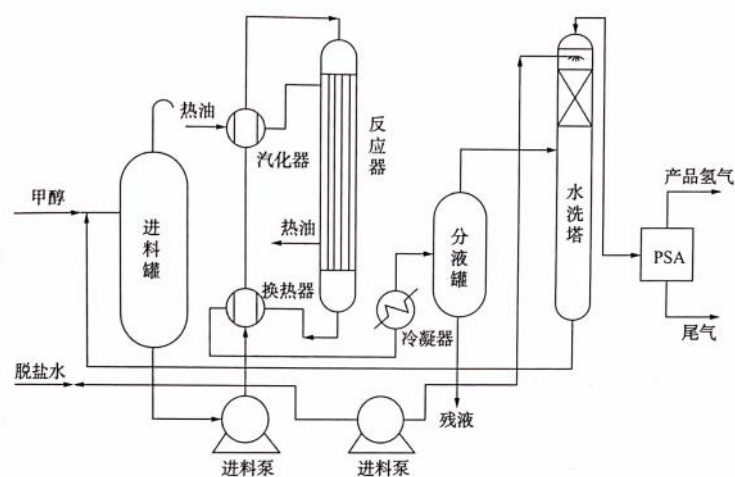 热油
汽化器
反应器
甲醇
进料罐
热油
换热器
冷凝器
分液罐
水洗塔
产品氢气
PSA
尾气
脱盐水
残液
进料泵
进料泵